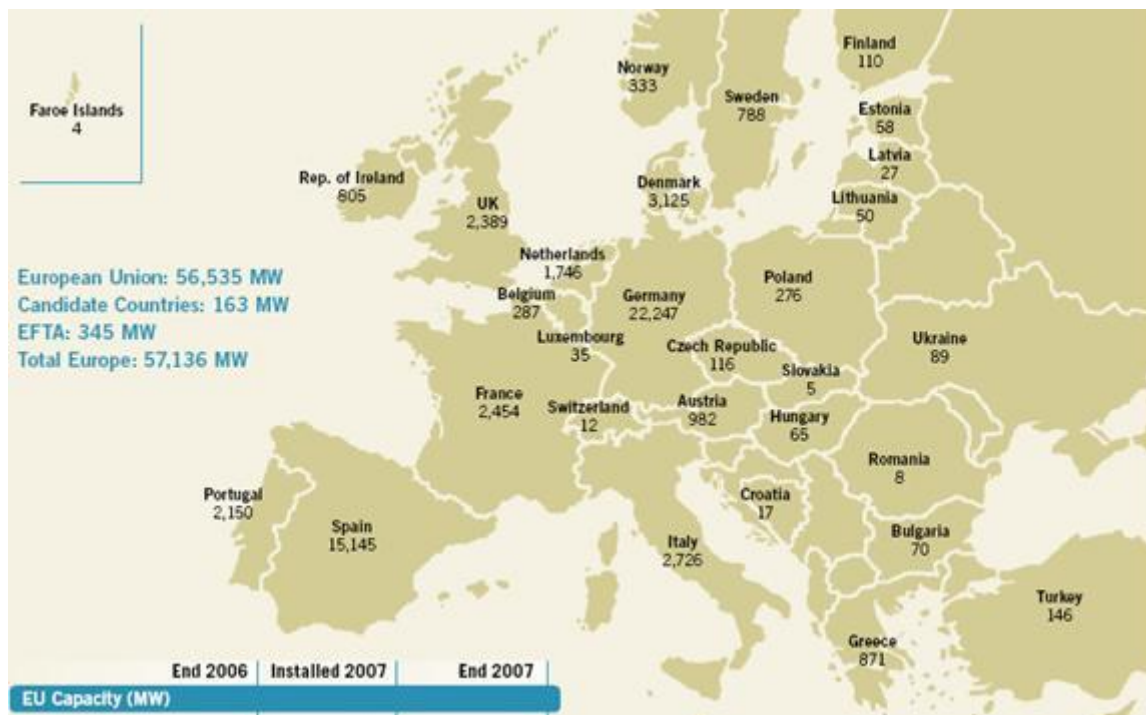 Faroe Islands
4
Norway
333
Sweden
788
Finland
110
Estonia
58
Latvia
27
Lithuania
50
Rep. of Ireland
805
UK
2,389
Denmark
3,125
Netherlands
1,746
Belgium
287
Luxembourg
35
Germany
22,247
Poland
276
Czech Republic
116
Slovakia
5
Ukraine
89
European Union: 56,535 MW
Candidate Countries: 163 MW
EFTA: 345 MW
Total Europe: 57,136 MW
France
2,454
Switzerland
12
Austria
982
Hungary
65
Romania
8
Portugal
2,150
Spain
15,145
Italy
2,726
Croatia
17
Bulgaria
70
Greece
871
Turkey
146
End 2006 Installed 2007 End 2007
EU Capacity (MW)